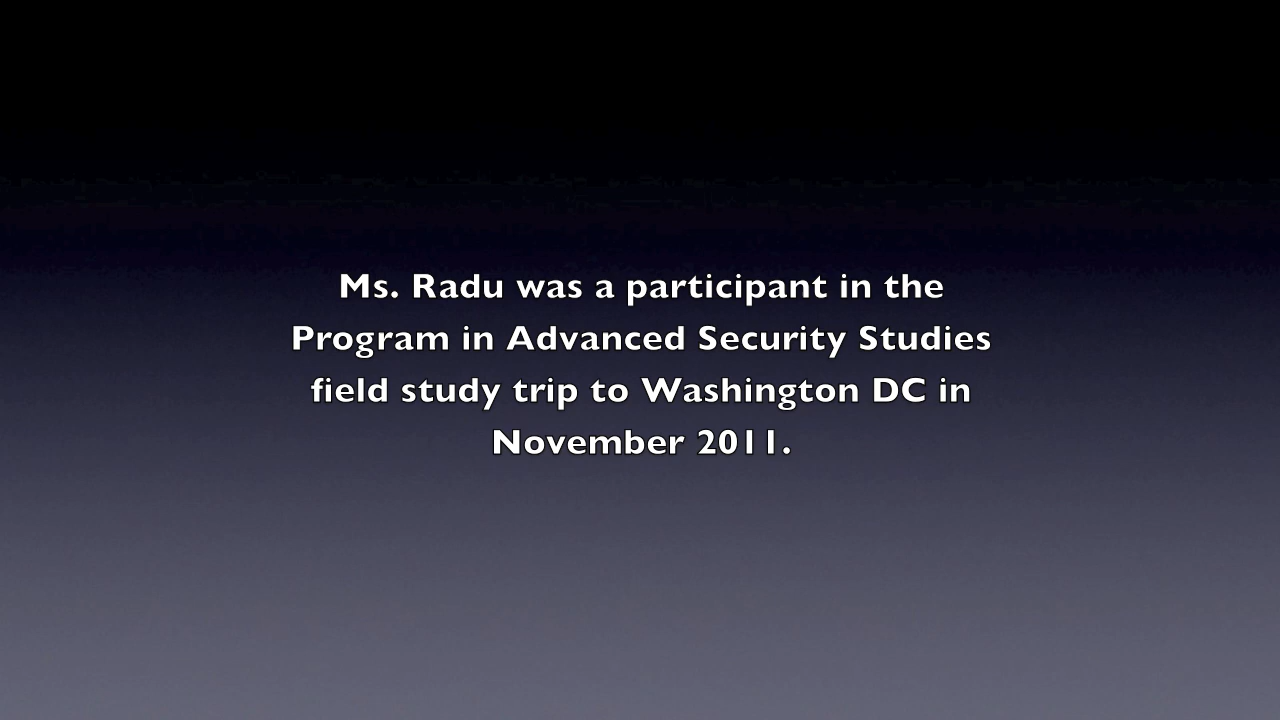 Ms. Radu was a participant in the
Program in Advanced Security Studies
field study trip to Washington DC in
November 2011.